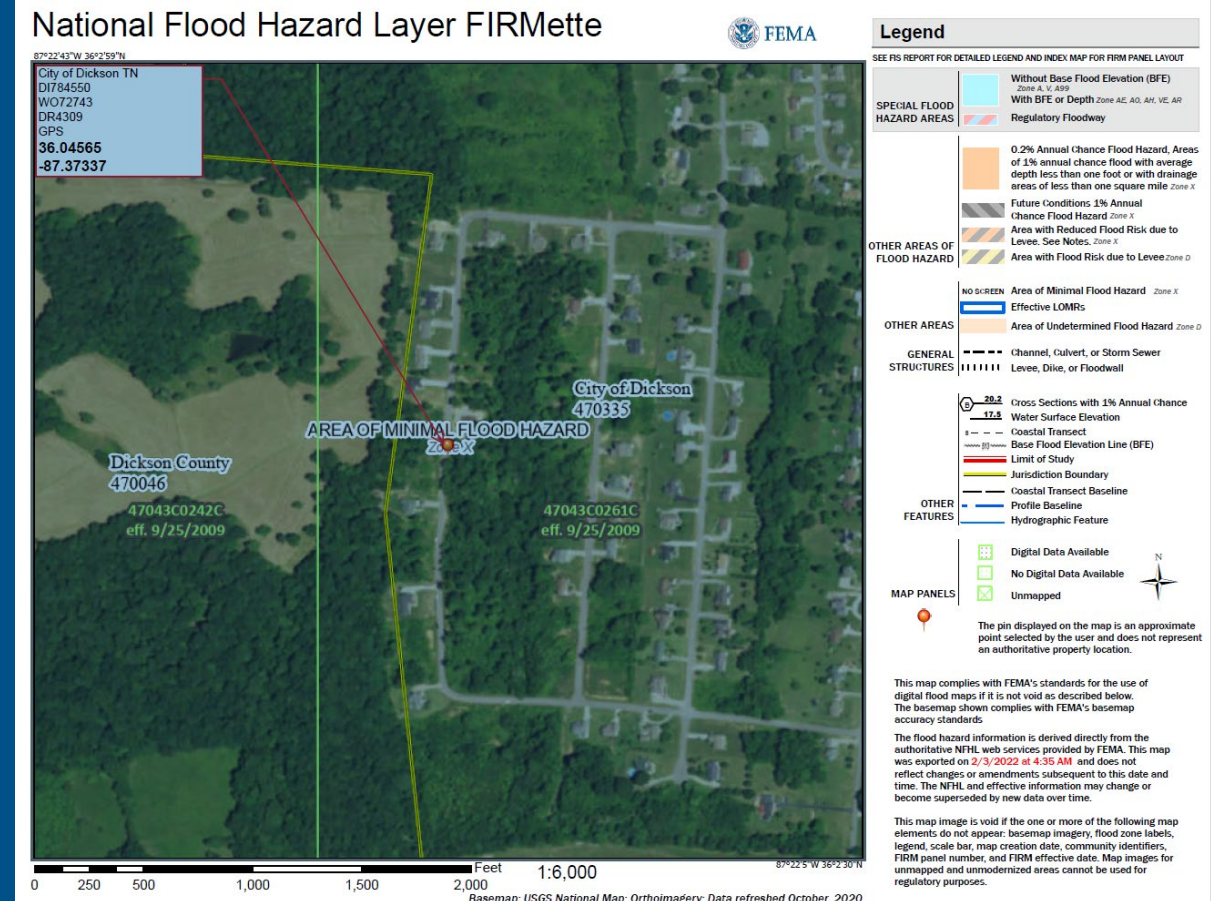 National Flood Hazard Layer FIRMette
FEMA
87°22'43"W 36°2'59"N
City of Dickson TN
DI784550
WO72743
DR4309
GPS
36.04565
-87.37337
City of Dickson
470335
AREA OF MINIMAL FLOOD HAZARD
Zone X
Dickson County
470046
47043C0242C
eff. 9/25/2009
47043C0261C
eff. 9/25/2009
87°22'5"W 36°2'30"N
Feet
1:6,000
0 250 500 1,000 1,500 2,000
Basemap: USGS National Map: Orthoimagery: Data refreshed October, 2020
Legend
SEE FIS REPORT FOR DETAILED LEGEND AND INDEX MAP FOR FIRM PANEL LAYOUT
SPECIAL FLOOD
HAZARD AREAS
Without Base Flood Elevation (BFE)
Zone A, V, A99
With BFE or Depth Zone AE, AO, AH, VE, AR
Regulatory Floodway
0.2% Annual Chance Flood Hazard, Areas
of 1% annual chance flood with average
depth less than one foot or with drainage
areas of less than one square mile Zone X
Future Conditions 1% Annual
Chance Flood Hazard Zone X
Area with Reduced Flood Risk due to
Levee. See Notes. Zone X
Area with Flood Risk due to Levee Zone D
OTHER AREAS OF
FLOOD HAZARD
NO SCREEN Area of Minimal Flood Hazard Zone X
Effective LOMRs
OTHER AREAS
Area of Undetermined Flood Hazard Zone D
GENERAL
STRUCTURES
Channel, Culvert, or Storm Sewer
Levee, Dike, or Floodwall
B 20.2 Cross Sections with 1% Annual Chance
17.5 Water Surface Elevation
8 Coastal Transect
Base Flood Elevation Line (BFE)
Limit of Study
Jurisdiction Boundary
Coastal Transect Baseline
OTHER
FEATURES
Profile Baseline
Hydrographic Feature
Digital Data Available
No Digital Data Available
N
MAP PANELS
Unmapped
The pin displayed on the map is an approximate
point selected by the user and does not represent
an authoritative property location.
This map complies with FEMA's standards for the use of
digital flood maps if it is not void as described below.
The basemap shown complies with FEMA's basemap
accuracy standards
The flood hazard information is derived directly from the
authoritative NFHL web services provided by FEMA. This map
was exported on 2/3/2022 at 4:35 AM and does not
reflect changes or amendments subsequent to this date and
time. The NFHL and effective information may change or
become superseded by new data over time.
This map image is void if the one or more of the following map
elements do not appear: basemap imagery, flood zone labels,
legend, scale bar, map creation date, community identifiers,
FIRM panel number, and FIRM effective date. Map images for
unmapped and unmodernized areas cannot be used for
regulatory purposes.